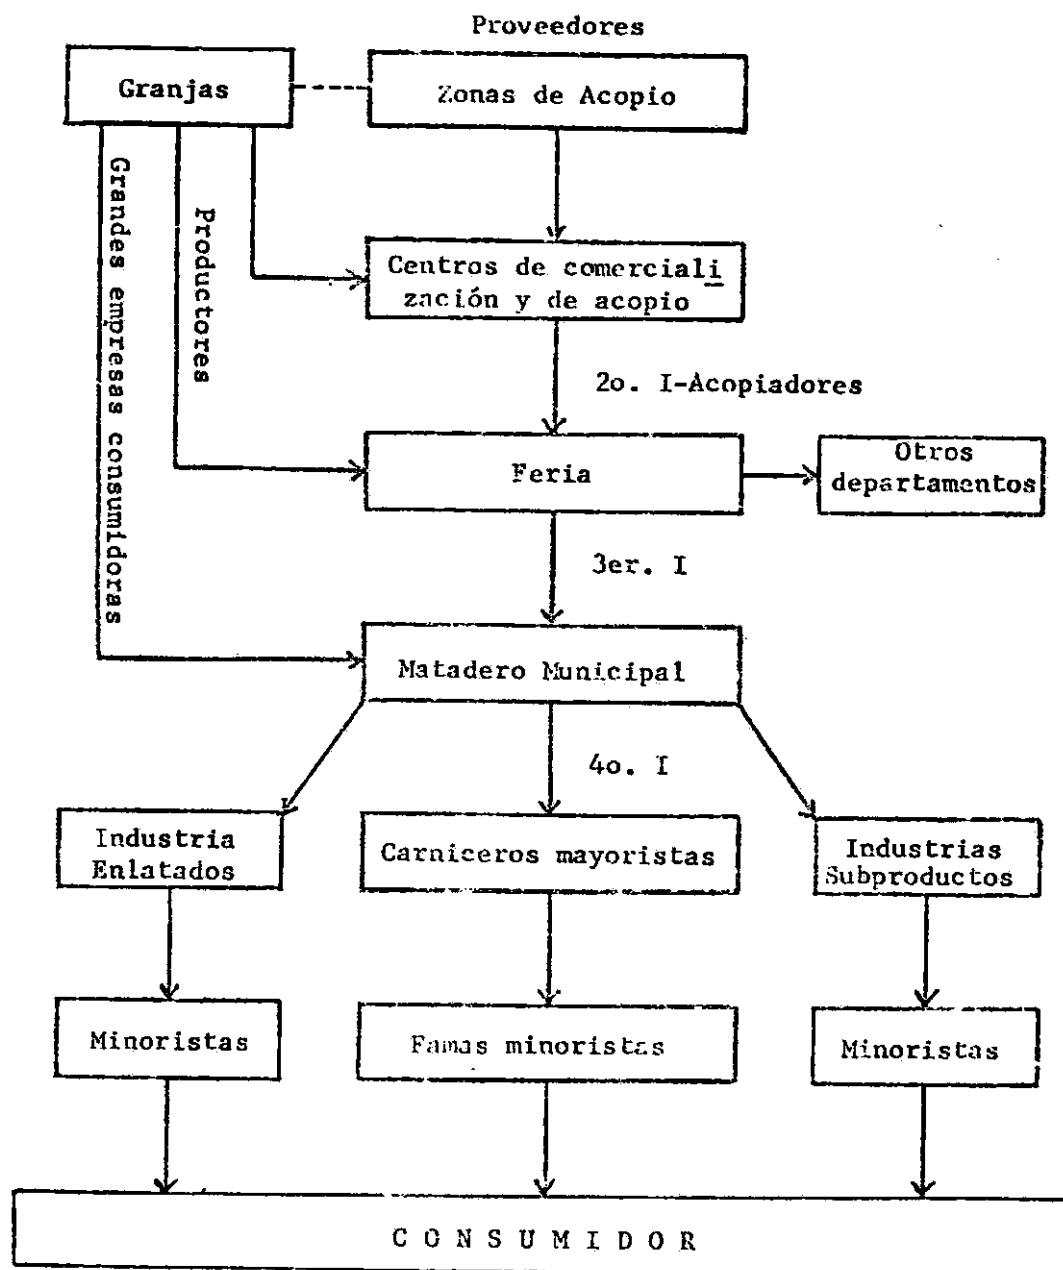 Proveedores
Granjas
Zonas de Acopio
Grandes empresas consumidoras
Productores
Centros de comerciali
zación y de acopio
2o. I-Acopiadores
Feria
Otros
departamentos
3er. I
Matadero Municipal
4o. I
Industria
Enlatados
Carniceros mayoristas
Industrias
Subproductos
Minoristas
Famas minoristas
Minoristas
CONSUMIDOR